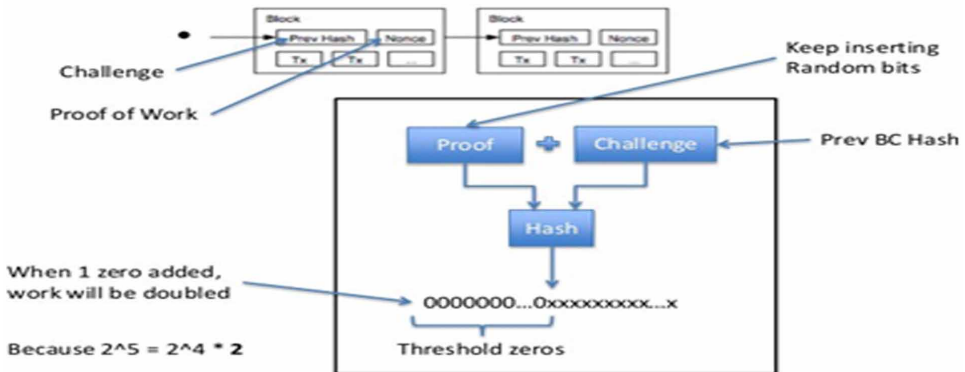 Block
Prev Hash
Nonce
Tx
Tx
...
Block
Prev Hash
Nonce
Tx
Tx
...
Challenge
Proof of Work
Keep inserting
Random bits
Proof
Challenge
Prev BC Hash
Hash
When 1 zero added,
work will be doubled
0000000...0xxxxxxxxx...x
Because 2^5 = 2^4 * 2
Threshold zeros